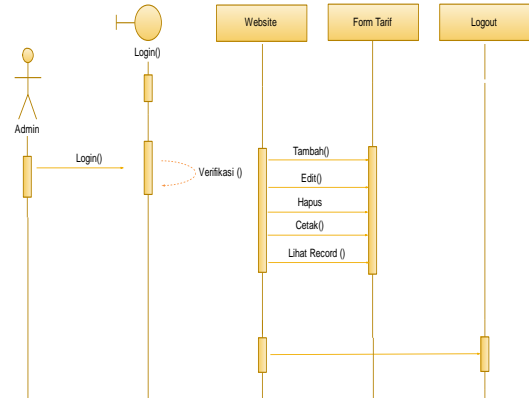 Website
Form Tarif
Logout
Login()
Admin
Login()
Verifikasi ()
Tambah()
Edit()
Hapus
Cetak()
Lihat Record ()